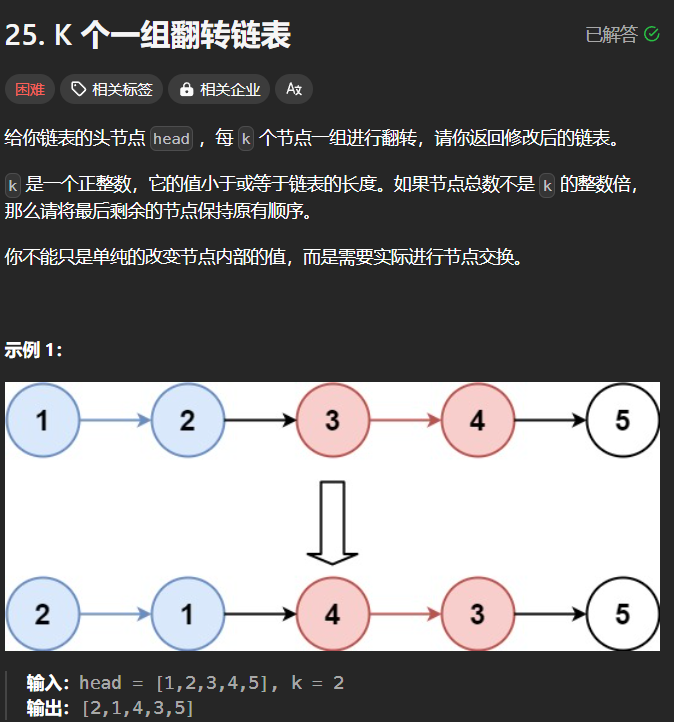 25. K 个一组翻转链表
已解答
困难 相关标签 相关企业 Aあ
给你链表的头节点 head ，每 k 个节点一组进行翻转，请你返回修改后的链表。
k 是一个正整数，它的值小于或等于链表的长度。如果节点总数不是 k 的整数倍，
那么请将最后剩余的节点保持原有顺序。
你不能只是单纯的改变节点内部的值，而是需要实际进行节点交换。
示例 1：
1 2 3 4 5
2 1 4 3 5
输入：head = [1,2,3,4,5], k = 2
输出：[2,1,4,3,5]